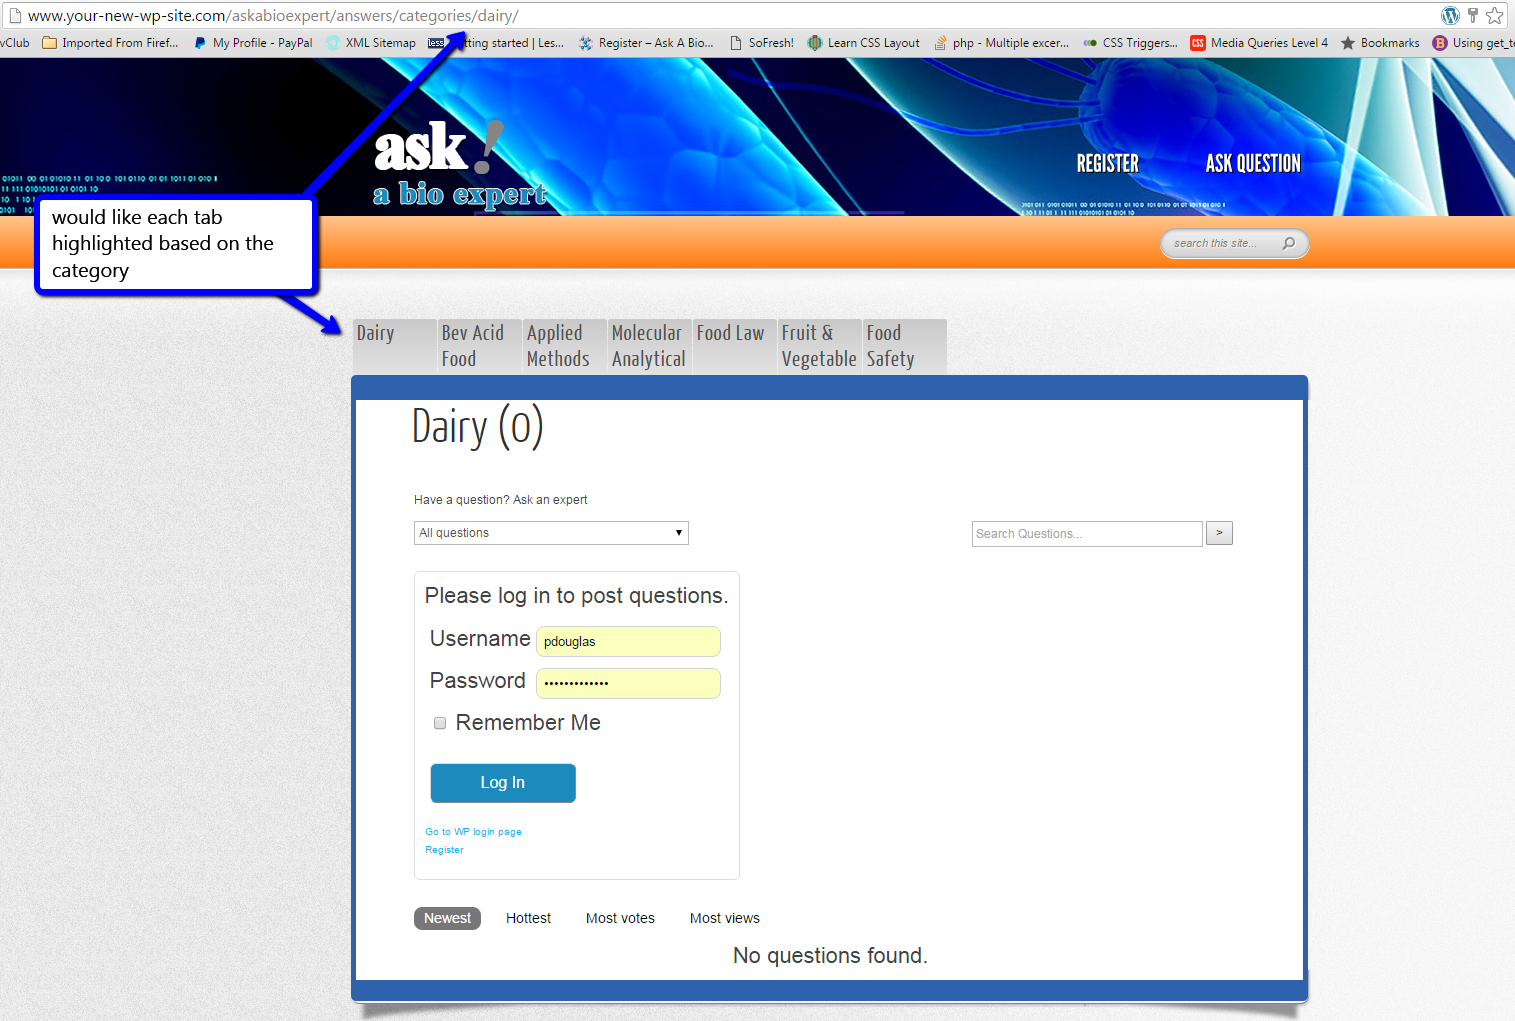 www.your-new-wp-site.com/askabioexpert/answers/categories/dairy/
vClub Imported From Firef... My Profile - PayPal XML Sitemap less tting started | Les... Register – Ask A Bio... SoFresh! Learn CSS Layout php - Multiple excer... CSS Triggers... CSS Media Queries Level 4 Bookmarks B Using get_te
ask!
a bio expert
REGISTER ASK QUESTION
would like each tab
highlighted based on the
category
search this site...
Dairy
Bev Acid
Food
Applied
Methods
Molecular
Analytical
Food Law
Fruit &
Vegetable
Food
Safety
Dairy (0)
Have a question? Ask an expert
All questions
Search Questions... >
Please log in to post questions.
Username pdouglas
Password •••••••••••••
Remember Me
Log In
Go to WP login page
Register
Newest Hottest Most votes Most views
No questions found.